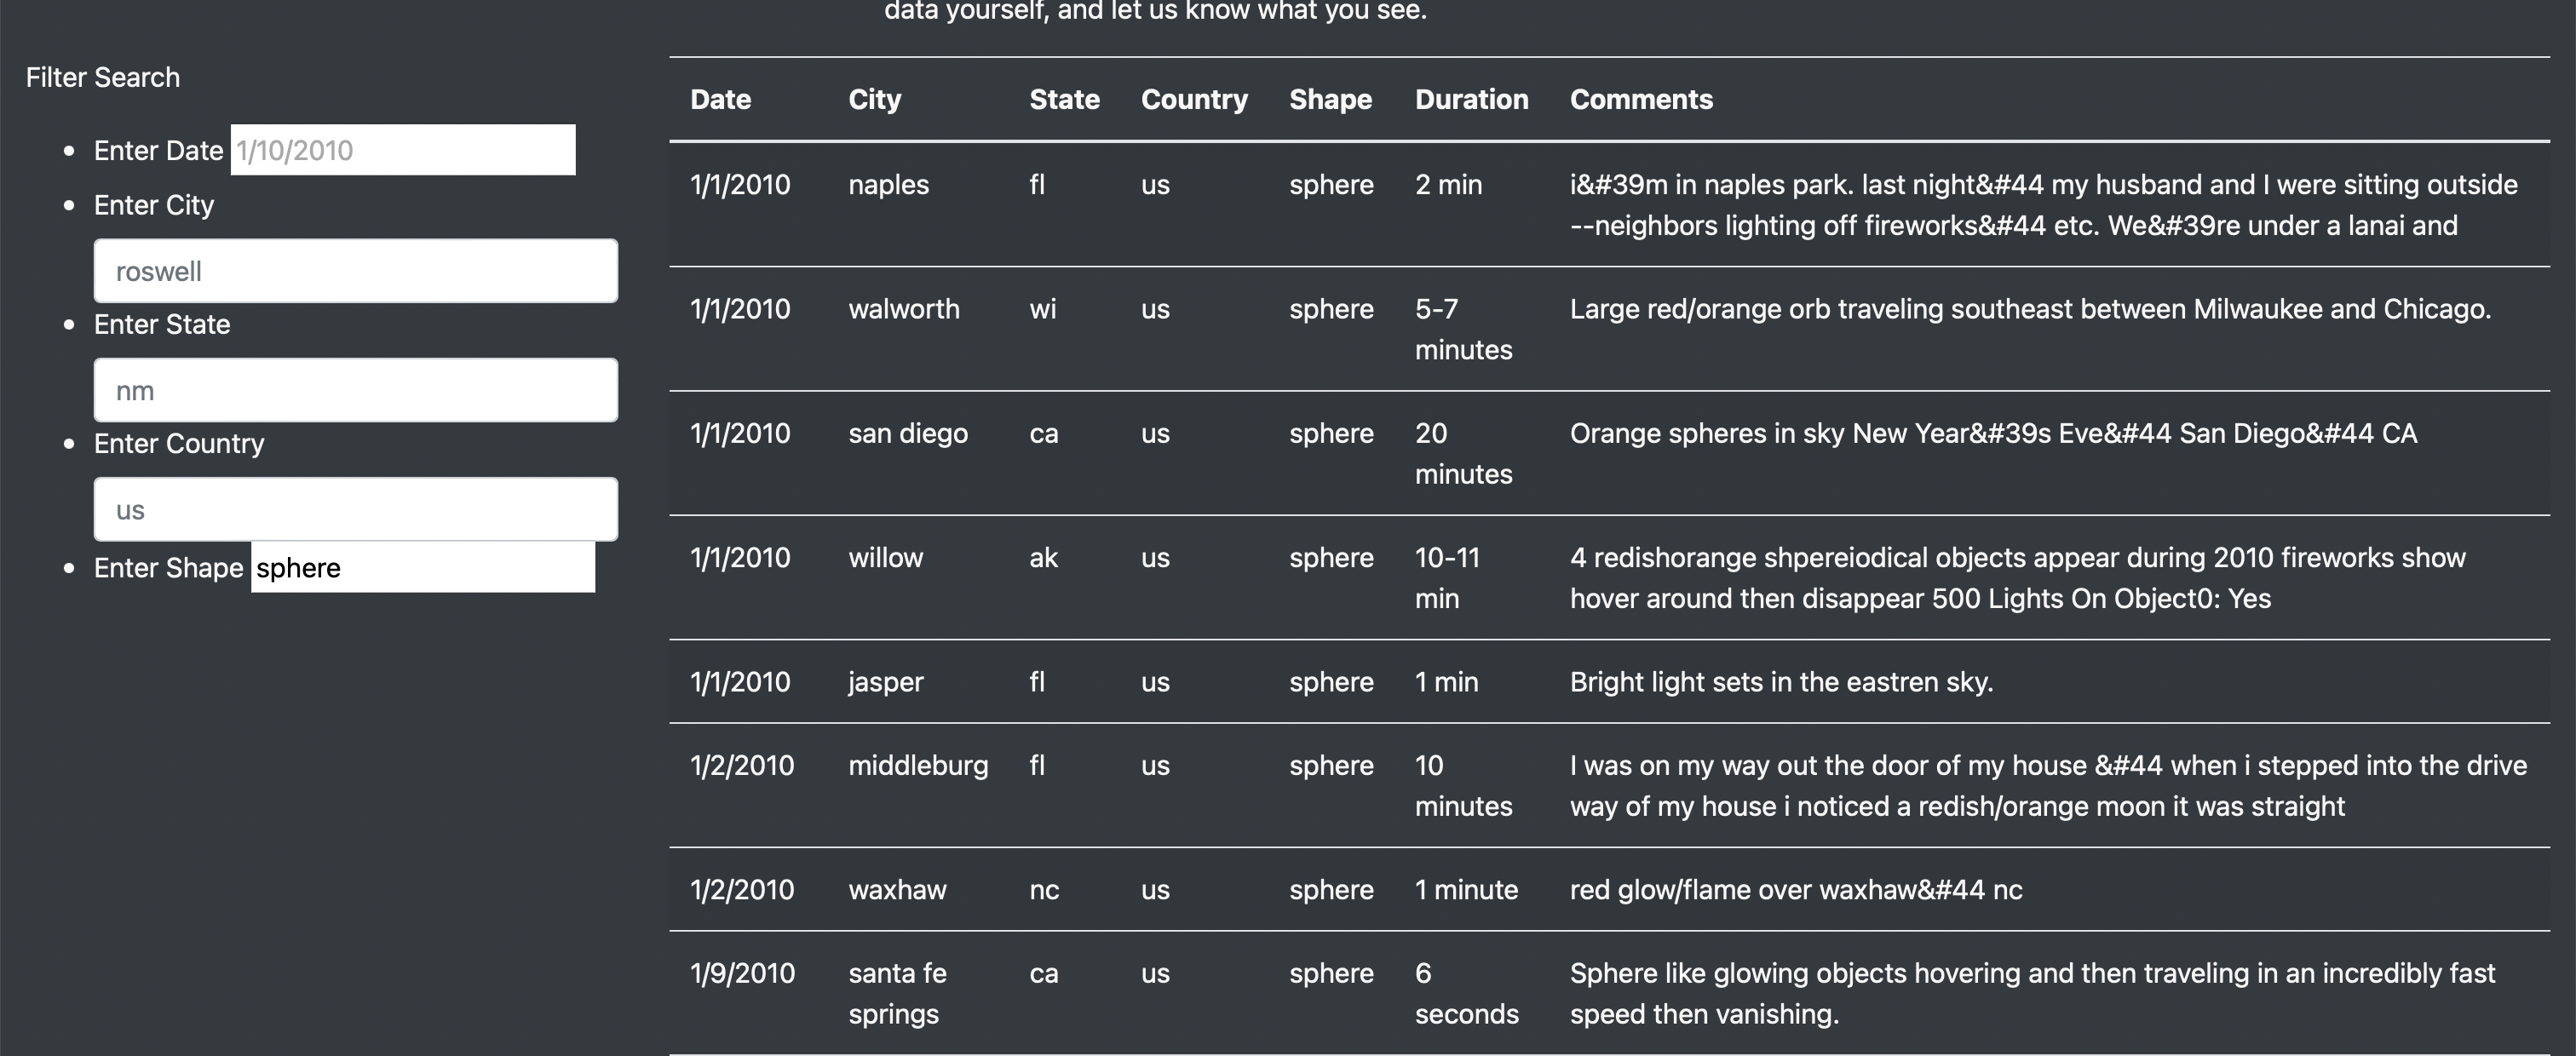 data yourself, and let us know what you see.
Filter Search
Enter Date 1/10/2010
Enter City
roswell
Enter State
nm
Enter Country
us
Enter Shape sphere
Date City State Country Shape Duration Comments
1/1/2010 naples fl us sphere 2 min i&#39m in naples park. last night&#44 my husband and I were sitting outside
--neighbors lighting off fireworks&#44 etc. We&#39re under a lanai and
1/1/2010 walworth wi us sphere 5-7 Large red/orange orb traveling southeast between Milwaukee and Chicago.
minutes
1/1/2010 san diego ca us sphere 20 Orange spheres in sky New Year&#39s Eve&#44 San Diego&#44 CA
minutes
1/1/2010 willow ak us sphere 10-11 4 redishorange shpereiodical objects appear during 2010 fireworks show
min hover around then disappear 500 Lights On Object0: Yes
1/1/2010 jasper fl us sphere 1 min Bright light sets in the eastren sky.
1/2/2010 middleburg fl us sphere 10 I was on my way out the door of my house &#44 when i stepped into the drive
minutes way of my house i noticed a redish/orange moon it was straight
1/2/2010 waxhaw nc us sphere 1 minute red glow/flame over waxhaw&#44 nc
1/9/2010 santa fe ca us sphere 6 Sphere like glowing objects hovering and then traveling in an incredibly fast
springs seconds speed then vanishing.